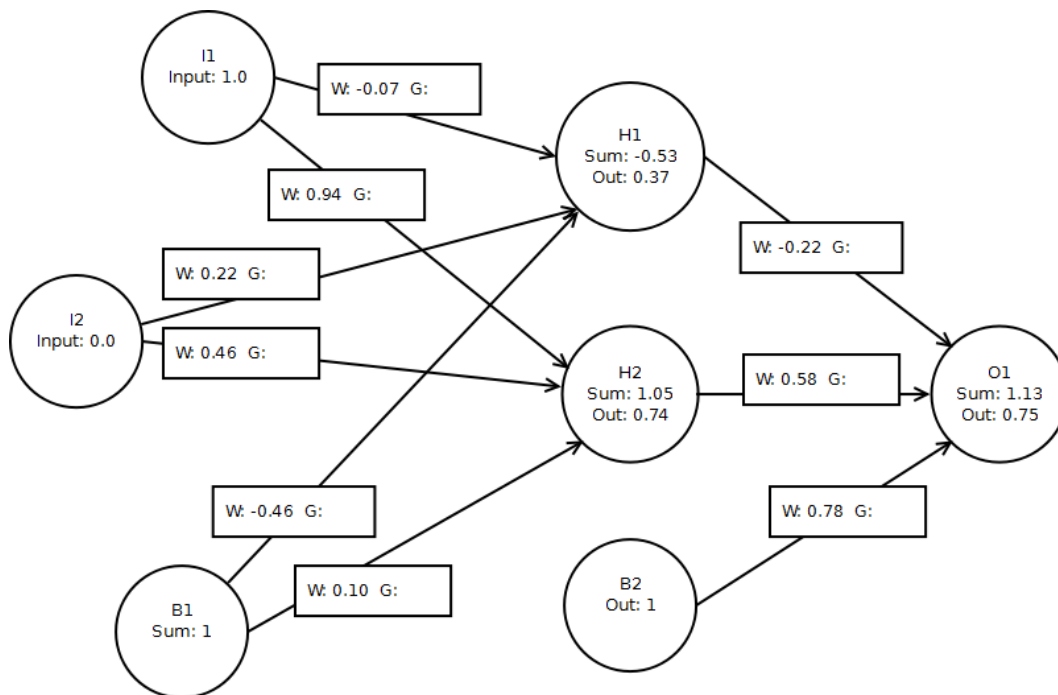 I1
Input: 1.0
W: -0.07 G:
H1
Sum: -0.53
Out: 0.37
W: 0.94 G:
W: -0.22 G:
W: 0.22 G:
I2
Input: 0.0
W: 0.46 G:
H2
Sum: 1.05
Out: 0.74
W: 0.58 G:
O1
Sum: 1.13
Out: 0.75
W: -0.46 G:
W: 0.78 G:
W: 0.10 G:
B1
Sum: 1
B2
Out: 1